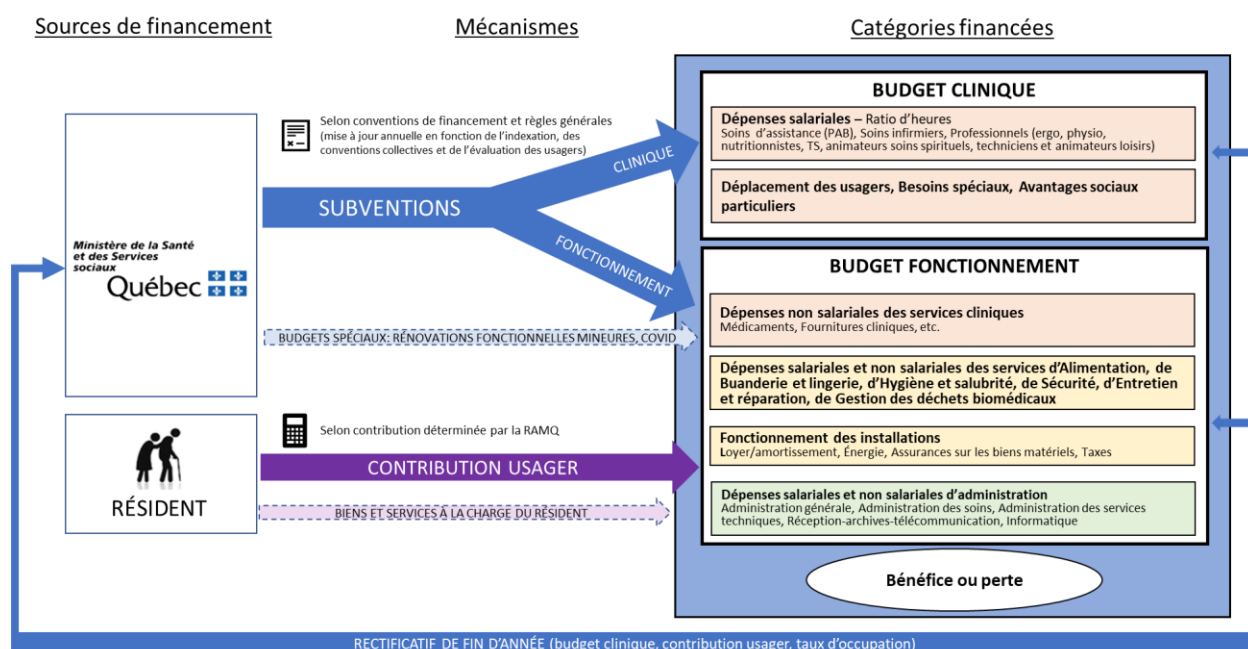 Sources de financement
Mécanismes
Catégories financées
Ministère de la Santé
et des Services
sociaux
Québec
Selon conventions de financement et règles générales
(mise à jour annuelle en fonction de l'indexation, des
conventions collectives et de l'évaluation des usagers)
SUBVENTIONS
CLINIQUE
FONCTIONNEMENT
BUDGETS SPÉCIAUX: RÉNOVATIONS FONCTIONNELLES MINEURES, COVID
RÉSIDENT
Selon contribution déterminée par la RAMQ
CONTRIBUTION USAGER
BIENS ET SERVICES À LA CHARGE DU RÉSIDENT
BUDGET CLINIQUE
Dépenses salariales – Ratio d'heures
Soins d'assistance (PAB), Soins infirmiers, Professionnels (ergo, physio,
nutritionnistes, TS, animateurs soins spirituels, techniciens et animateurs loisirs)
Déplacement des usagers, Besoins spéciaux, Avantages sociaux
particuliers
BUDGET FONCTIONNEMENT
Dépenses non salariales des services cliniques
Médicaments, Fournitures cliniques, etc.
Dépenses salariales et non salariales des services d'Alimentation, de
Buanderie et lingerie, d'Hygiène et salubrité, de Sécurité, d'Entretien
et réparation, de Gestion des déchets biomédicaux
Fonctionnement des installations
Loyer/amortissement, Énergie, Assurances sur les biens matériels, Taxes
Dépenses salariales et non salariales d'administration
Administration générale, Administration des soins, Administration des services
techniques, Réception-archives-télécommunication, Informatique
Bénéfice ou perte
RECTIFICATIF DE FIN D'ANNÉE (budget clinique, contribution usager, taux d'occupation)